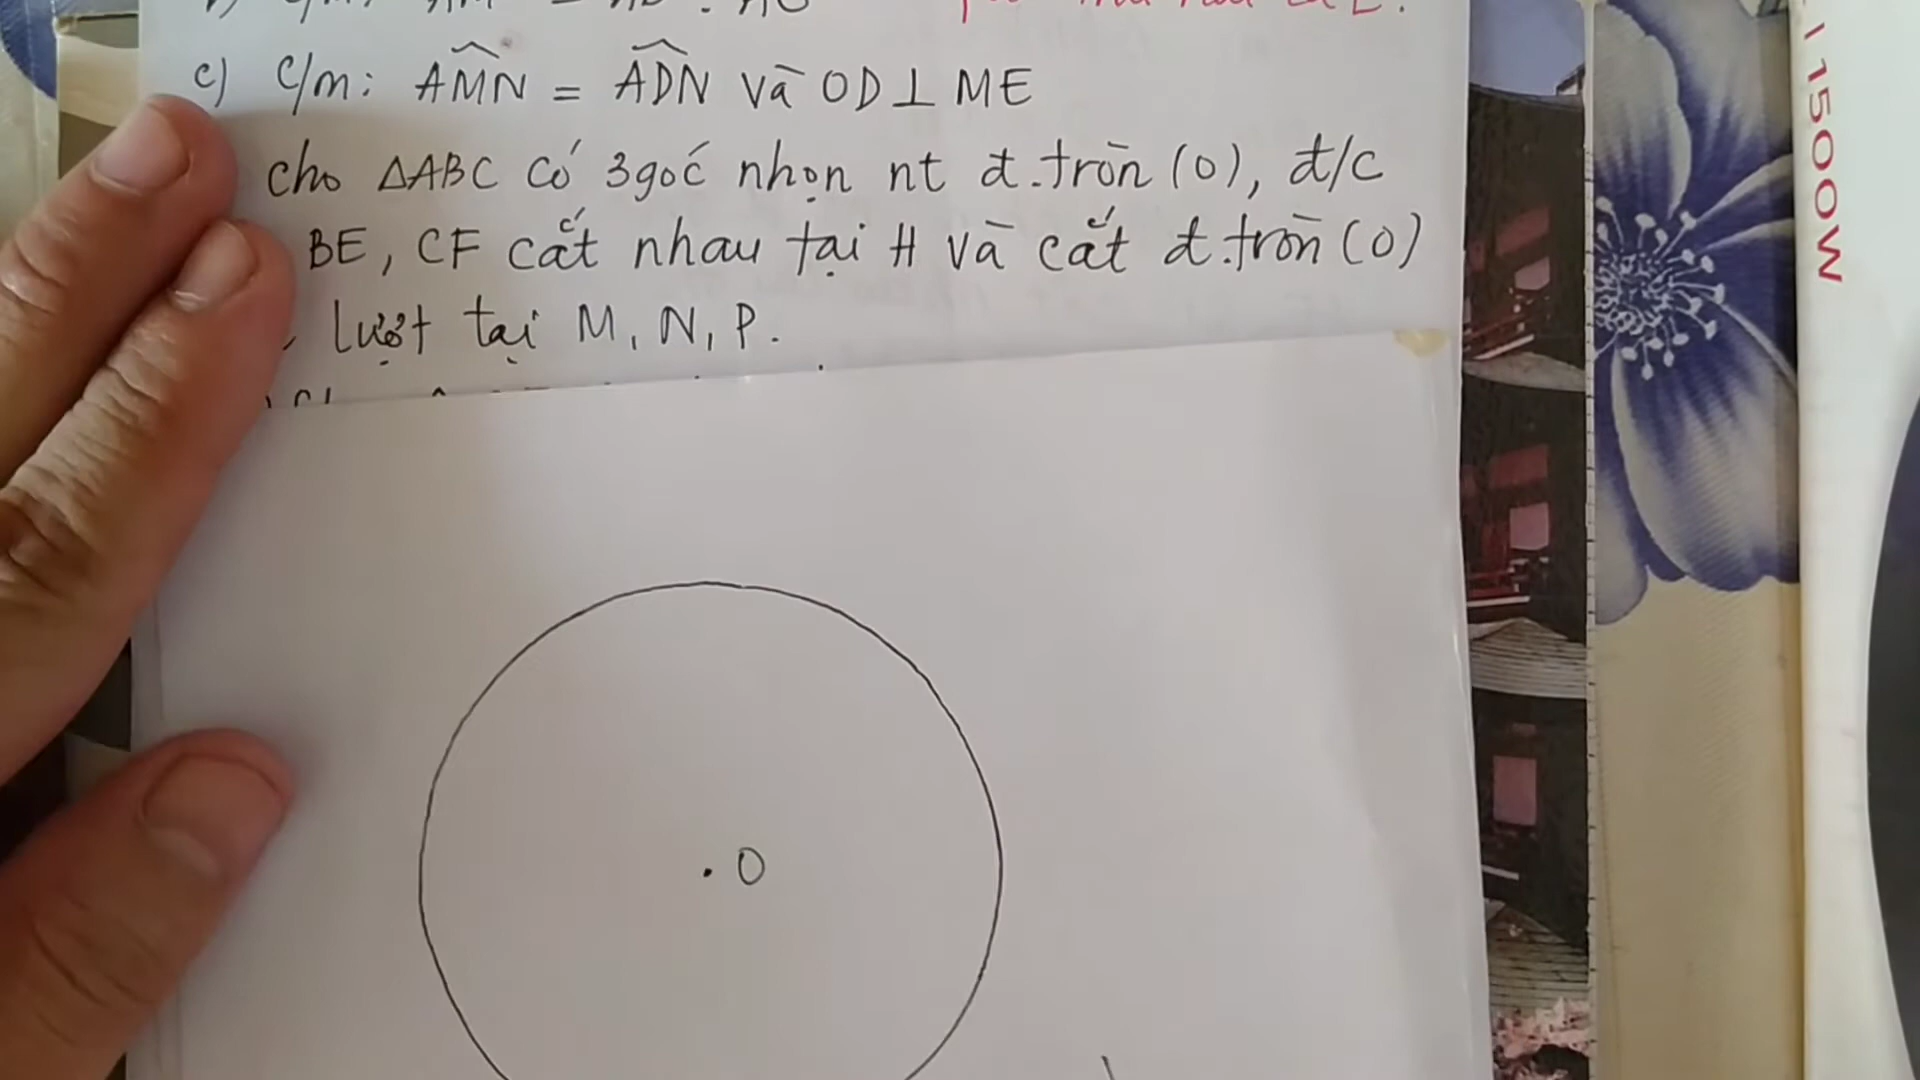 c) c/m: AMN = ADN và OD⊥ME
cho ΔABC có 3 góc nhọn nt đ.tròn (O), đ/c
BE, CF cắt nhau tại H và cắt đ.tròn (O)
lượt tại M, N, P.
O
1500W